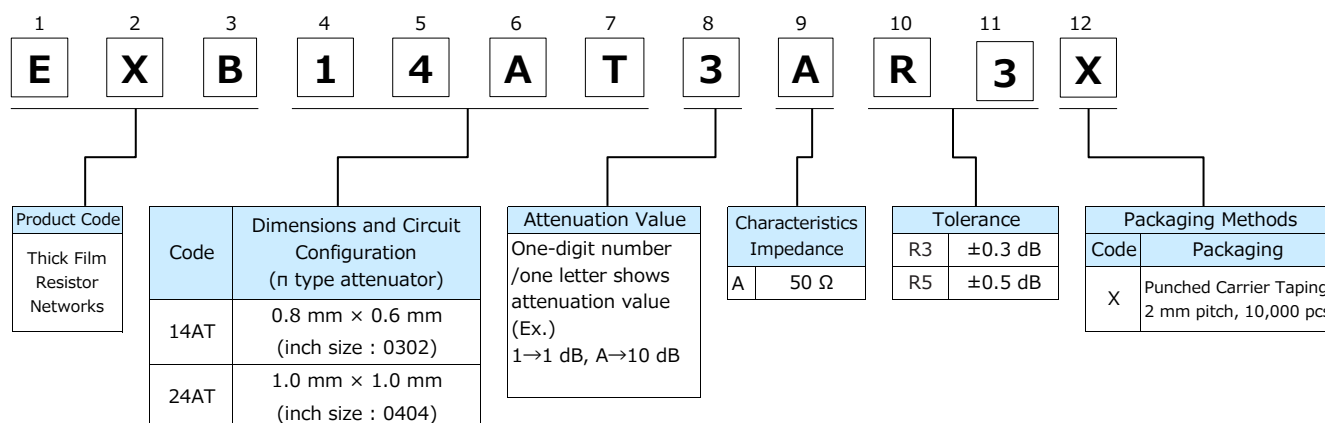 1 2 3 4 5 6 7 8 9 10 11 12
E X B 1 4 A T 3 A R 3 X
Product Code
Thick Film
Resistor
Networks
Code
Dimensions and Circuit
Configuration
(π type attenuator)
14AT
0.8 mm × 0.6 mm
(inch size : 0302)
24AT
1.0 mm × 1.0 mm
(inch size : 0404)
Attenuation Value
One-digit number
/one letter shows
attenuation value
(Ex.)
1→1 dB, A→10 dB
Characteristics
Impedance
A 50 Ω
Tolerance
R3 ±0.3 dB
R5 ±0.5 dB
Packaging Methods
Code Packaging
X
Punched Carrier Taping
2 mm pitch, 10,000 pcs